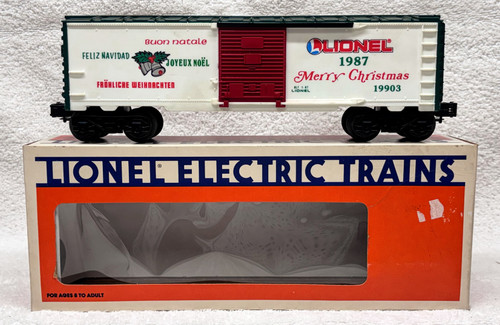 Buon natale
FELIZ NAVIDAD
JOYEUX NOËL
FRÖHLICHE WEIHNACHTEN
LIONEL
1987
Merry Christmas
19903
LIONEL
LIONEL ELECTRIC TRAINS
FOR AGES 8 TO ADULT